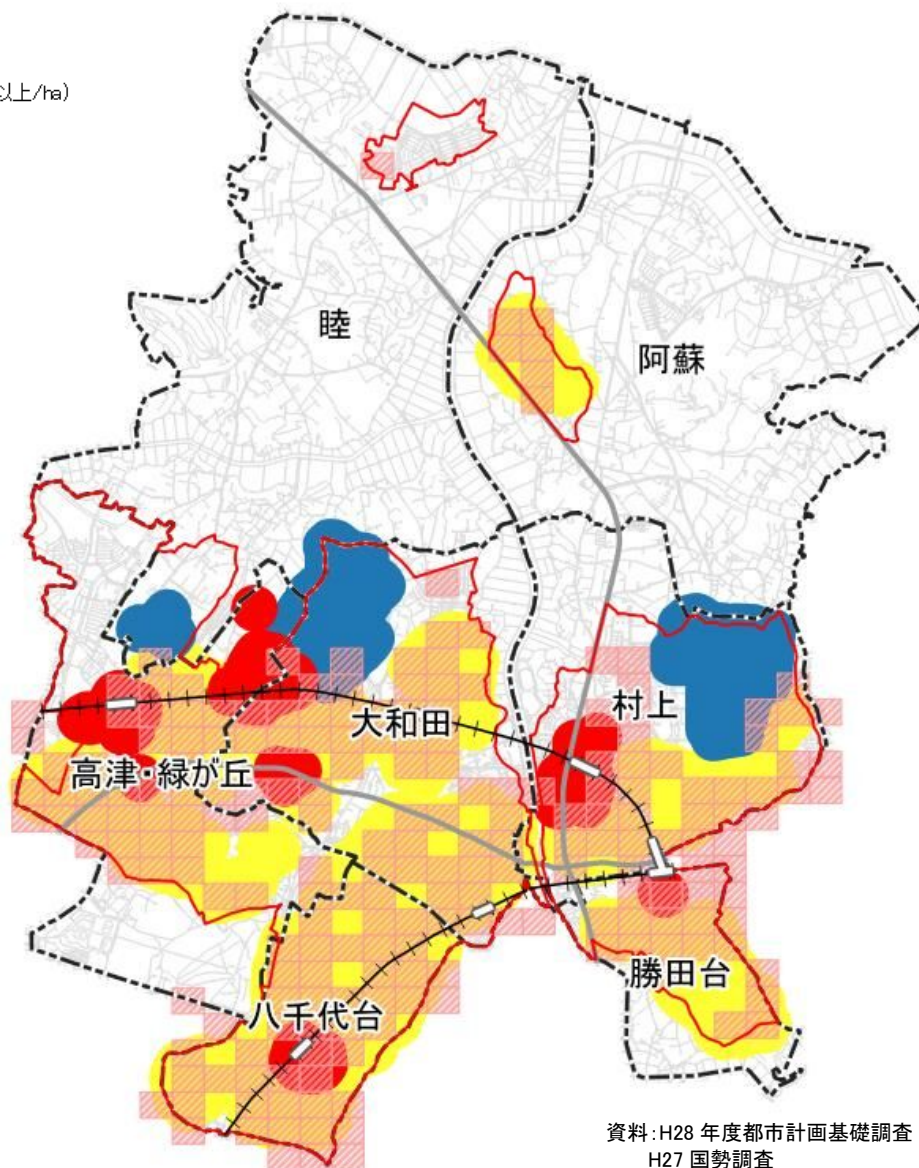 以上/ha)
睦
阿蘇
村上
大和田
高津・緑が丘
勝田台
八千代台
資料:H28 年度都市計画基礎調査
H27 国勢調査